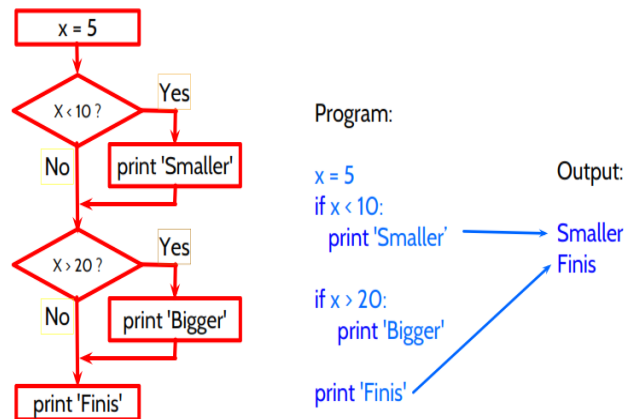 x = 5
X < 10 ?
Yes
No
print 'Smaller'
X > 20 ?
Yes
No
print 'Bigger'
print 'Finis'
Program:
x = 5
if x < 10:
print 'Smaller’
if x > 20:
print 'Bigger'
print 'Finis'
Output:
Smaller
Finis